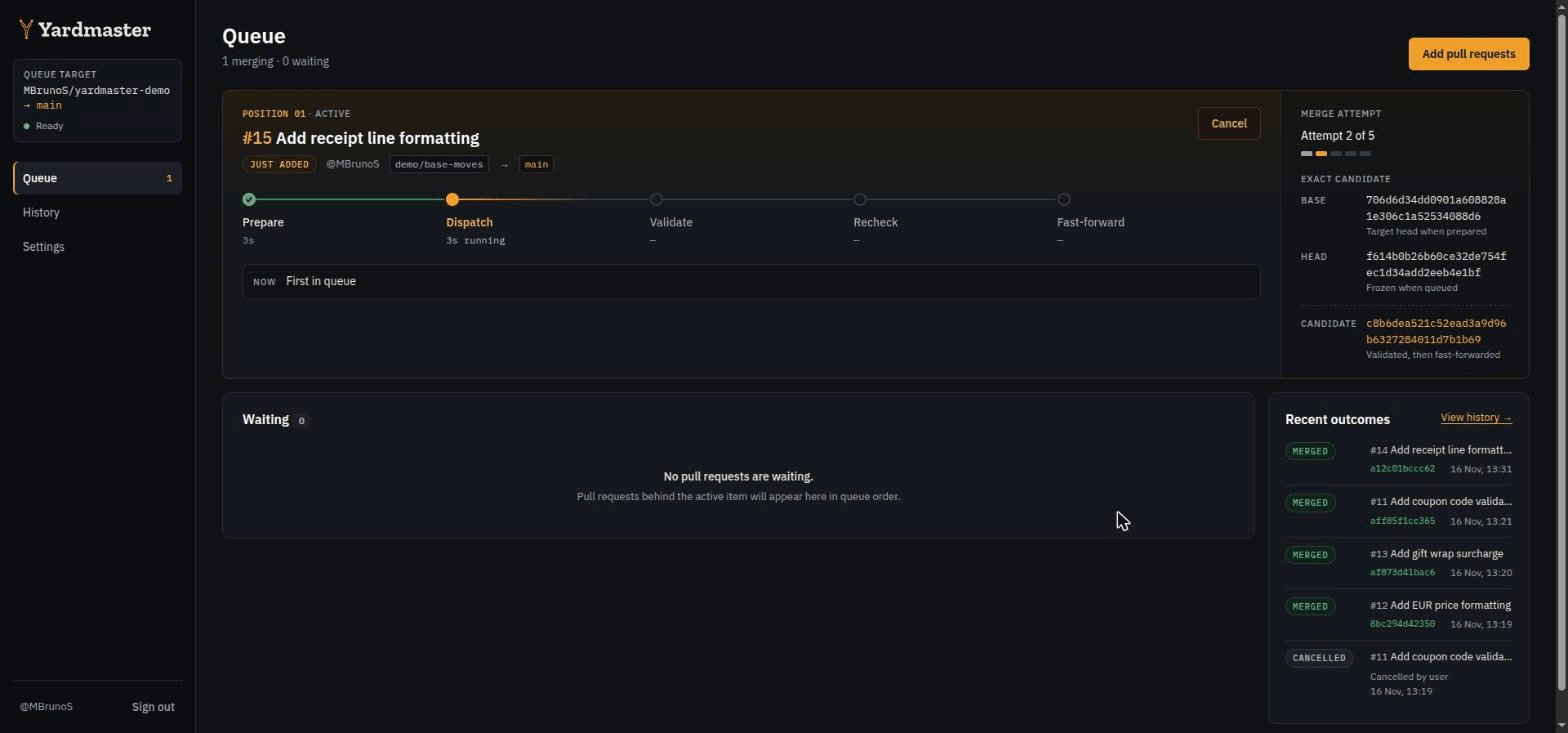 Yardmaster
QUEUE TARGET
MBrunoS/yardmaster-demo
→ main
Ready
Queue 1
History
Settings
@MBrunoS Sign out
Queue
1 merging · 0 waiting
Add pull requests
POSITION 01 · ACTIVE
#15 Add receipt line formatting
Cancel
JUST ADDED @MBrunoS demo/base-moves → main
Prepare Dispatch Validate Recheck Fast-forward
3s 3s running — — —
NOW First in queue
MERGE ATTEMPT
Attempt 2 of 5
EXACT CANDIDATE
BASE 706d6d34dd0901a608828a
1e306c1a52534088d6
Target head when prepared
HEAD f614b0b26b60ce32de754f
ec1d34add2eeb4e1bf
Frozen when queued
CANDIDATE c8b6dea521c52ead3a9d96
b6327284011d7b1b69
Validated, then fast-forwarded
Waiting 0
No pull requests are waiting.
Pull requests behind the active item will appear here in queue order.
Recent outcomes View history →
MERGED #14 Add receipt line formatt…
a12c01bccc62 16 Nov, 13:31
MERGED #11 Add coupon code valida…
aff85f1cc365 16 Nov, 13:21
MERGED #13 Add gift wrap surcharge
af873d41bac6 16 Nov, 13:20
MERGED #12 Add EUR price formatting
8bc294d42350 16 Nov, 13:19
CANCELLED #11 Add coupon code valida…
Cancelled by user
16 Nov, 13:19